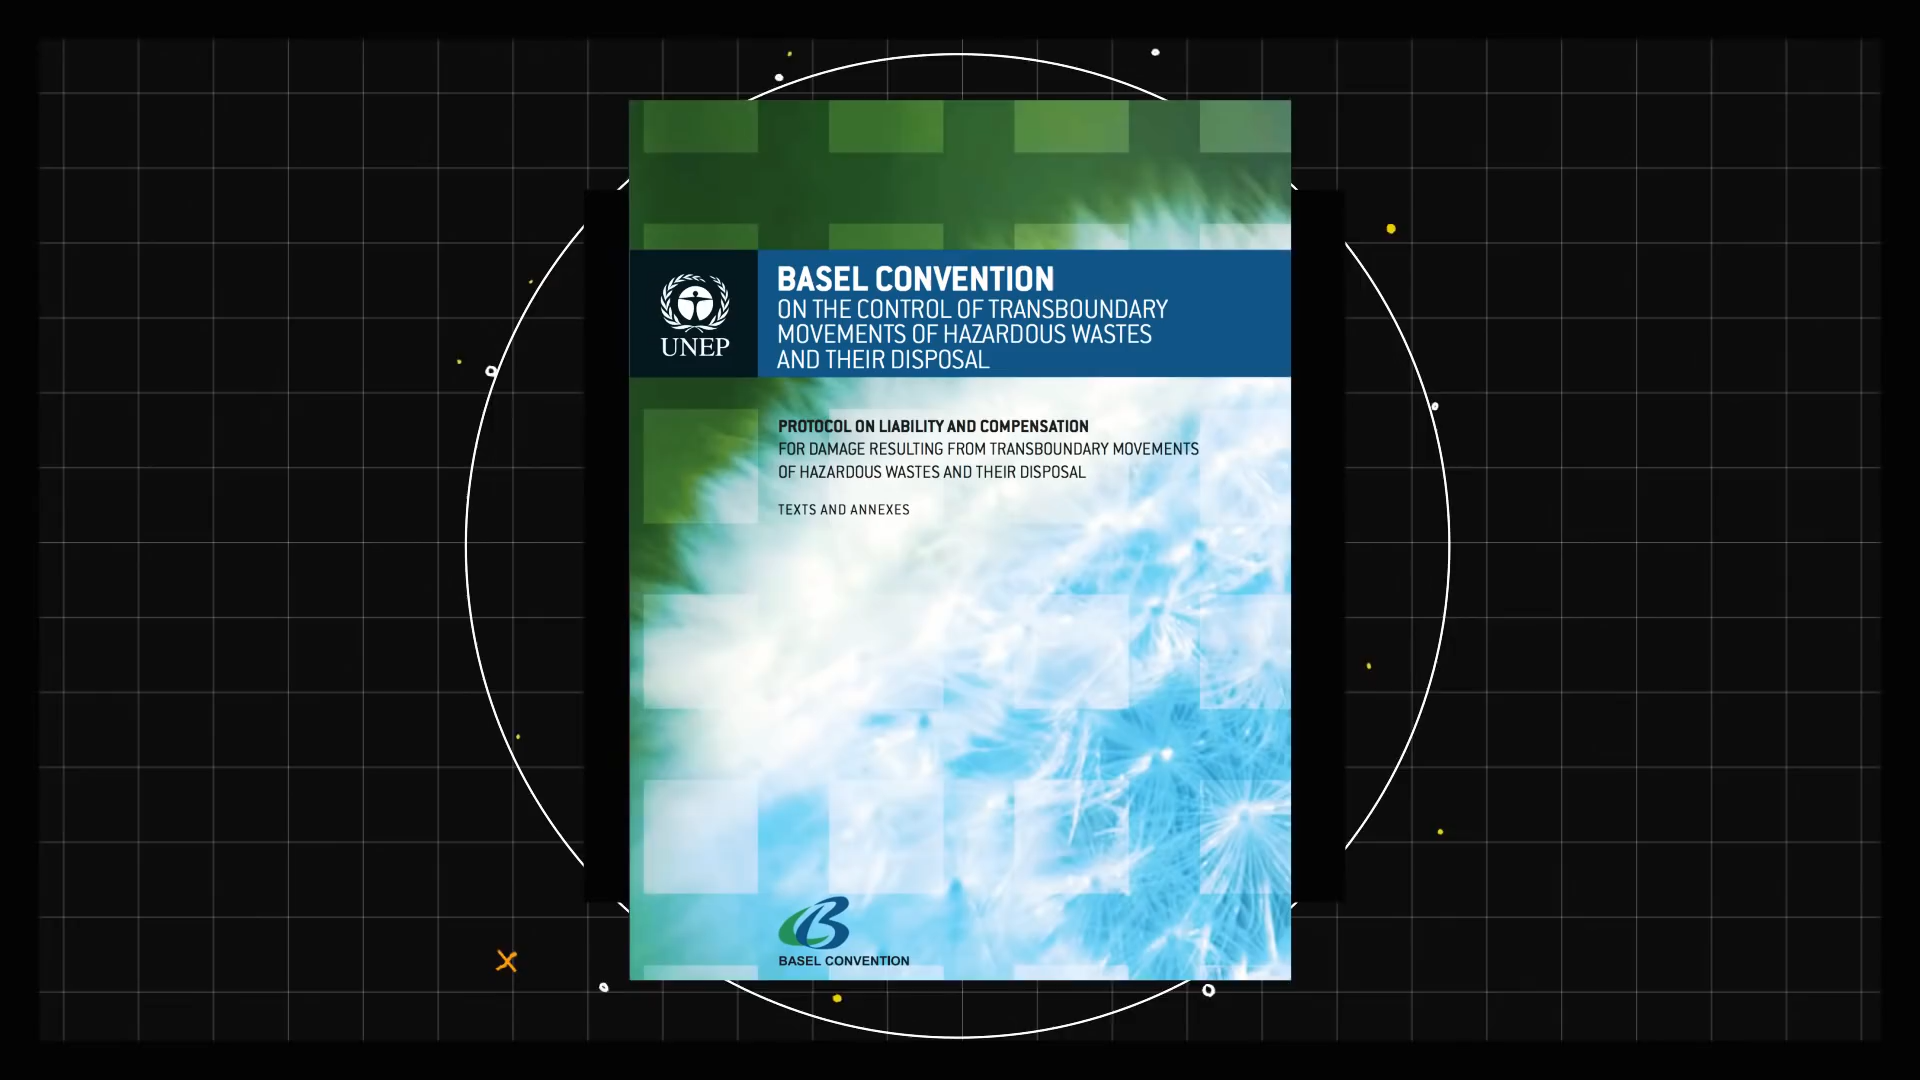 BASEL CONVENTION
ON THE CONTROL OF TRANSBOUNDARY
MOVEMENTS OF HAZARDOUS WASTES
AND THEIR DISPOSAL
UNEP
PROTOCOL ON LIABILITY AND COMPENSATION
FOR DAMAGE RESULTING FROM TRANSBOUNDARY MOVEMENTS
OF HAZARDOUS WASTES AND THEIR DISPOSAL
TEXTS AND ANNEXES
BASEL CONVENTION